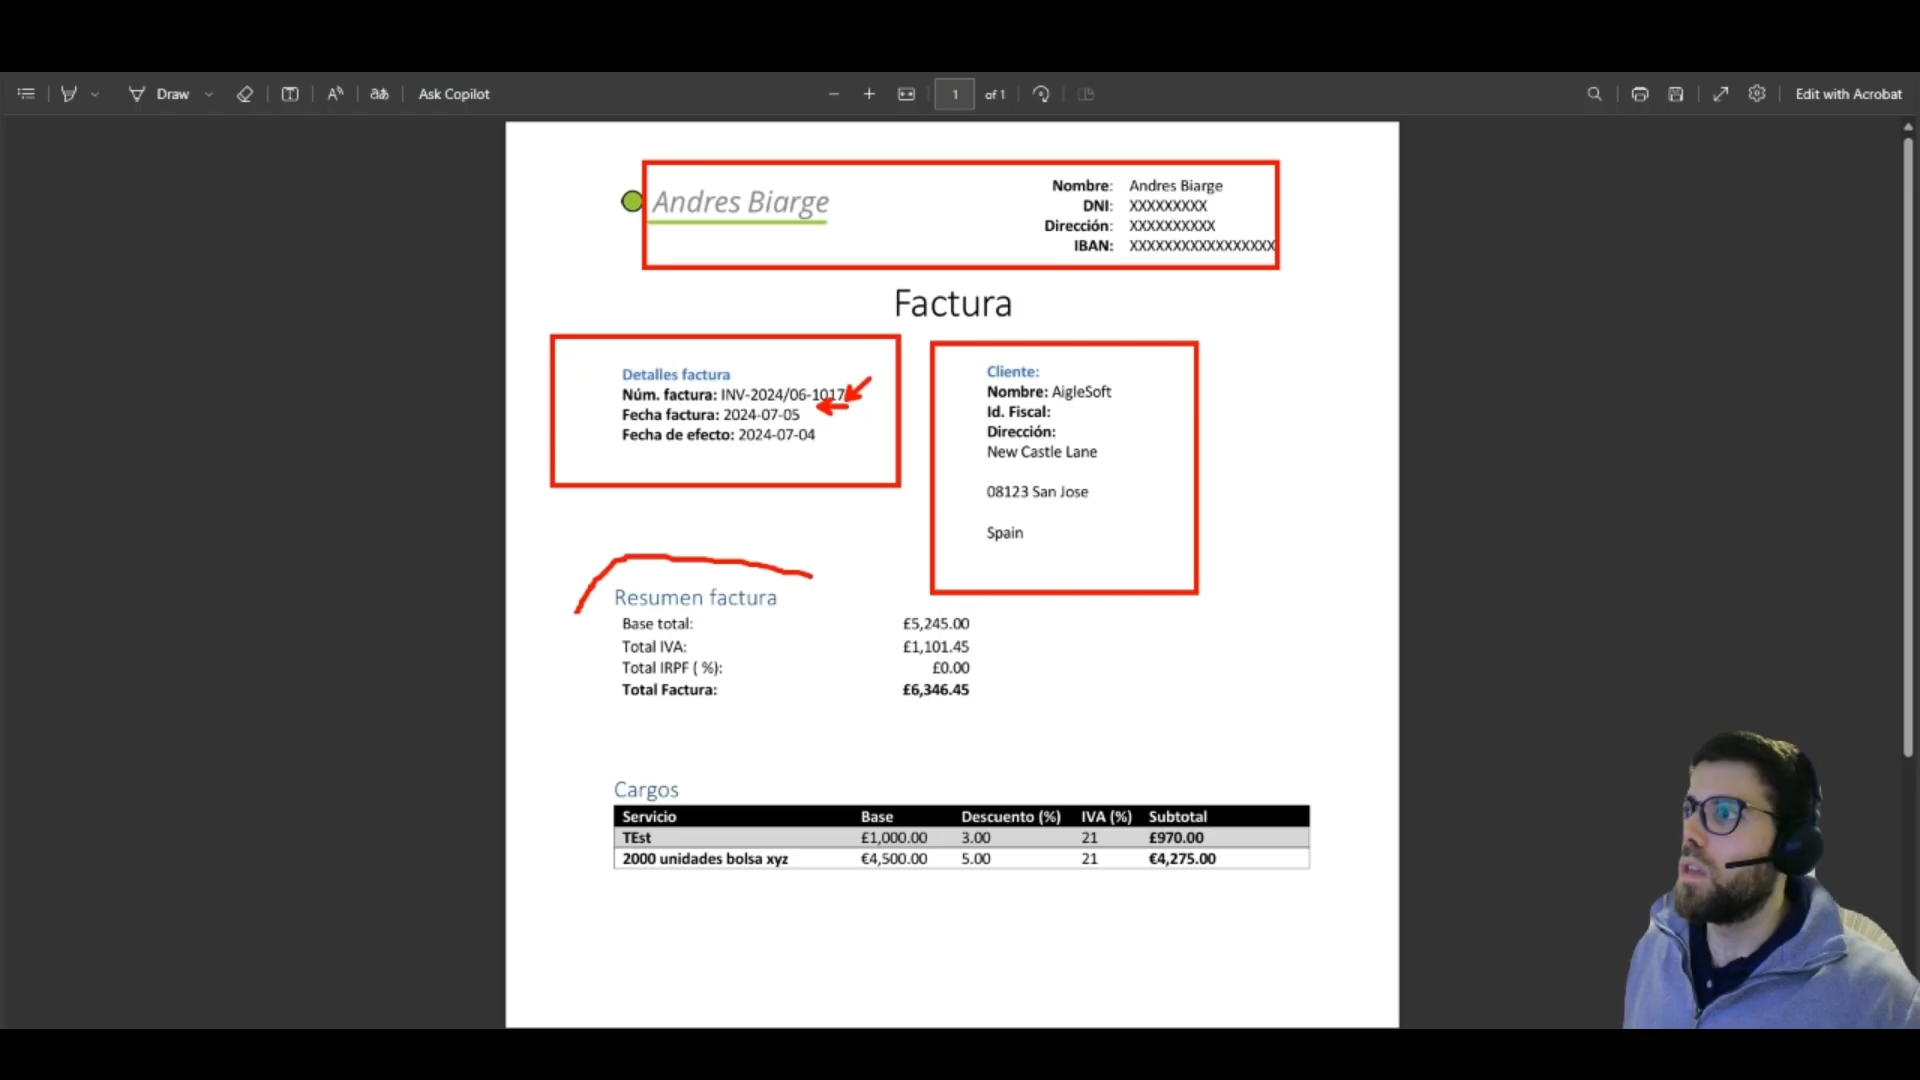 Draw
Ask Copilot
1 of 1
Edit with Acrobat
Andres Biarge
Nombre: Andres Biarge
DNI: XXXXXXXXX
Dirección: XXXXXXXXXX
IBAN: XXXXXXXXXXXXXXXXX
Factura
Detalles factura
Núm. factura: INV-2024/06-1017
Fecha factura: 2024-07-05
Fecha de efecto: 2024-07-04
Cliente:
Nombre: AigleSoft
Id. Fiscal:
Dirección:
New Castle Lane
08123 San Jose
Spain
Resumen factura
Base total: £5,245.00
Total IVA: £1,101.45
Total IRPF ( %): £0.00
Total Factura: £6,346.45
Cargos
Servicio Base Descuento (%) IVA (%) Subtotal
TEst £1,000.00 3.00 21 £970.00
2000 unidades bolsa xyz €4,500.00 5.00 21 €4,275.00